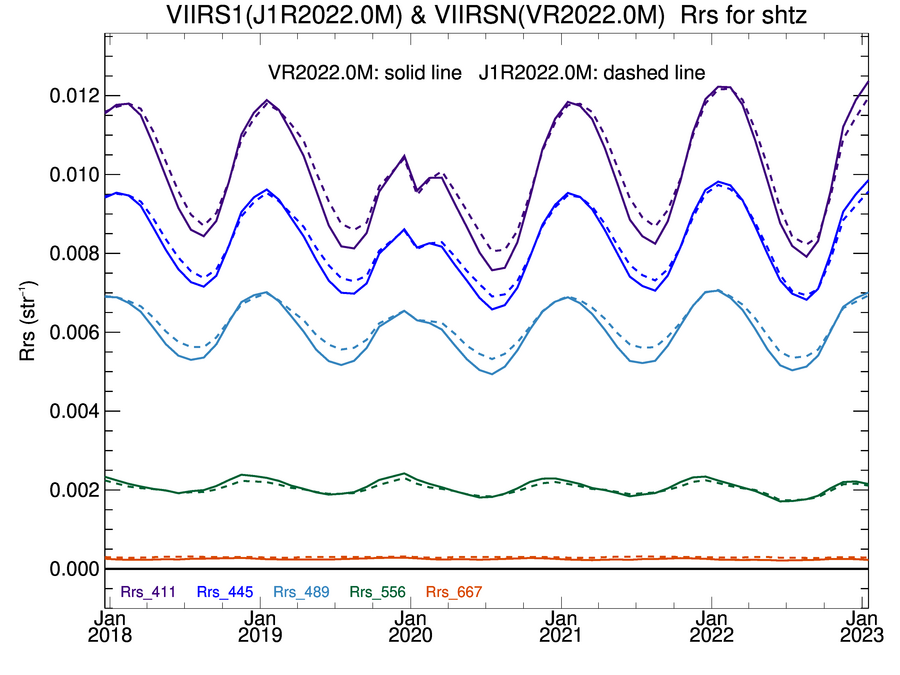 VIIRS1(J1R2022.0M) & VIIRSN(VR2022.0M)  Rrs for shtz
VR2022.0M: solid line   J1R2022.0M: dashed line
0.012
0.010
0.008
0.006
0.004
0.002
0.000
Rrs (str⁻¹)
Rrs_411 Rrs_445 Rrs_489 Rrs_556 Rrs_667
Jan Jan Jan Jan Jan Jan
2018 2019 2020 2021 2022 2023